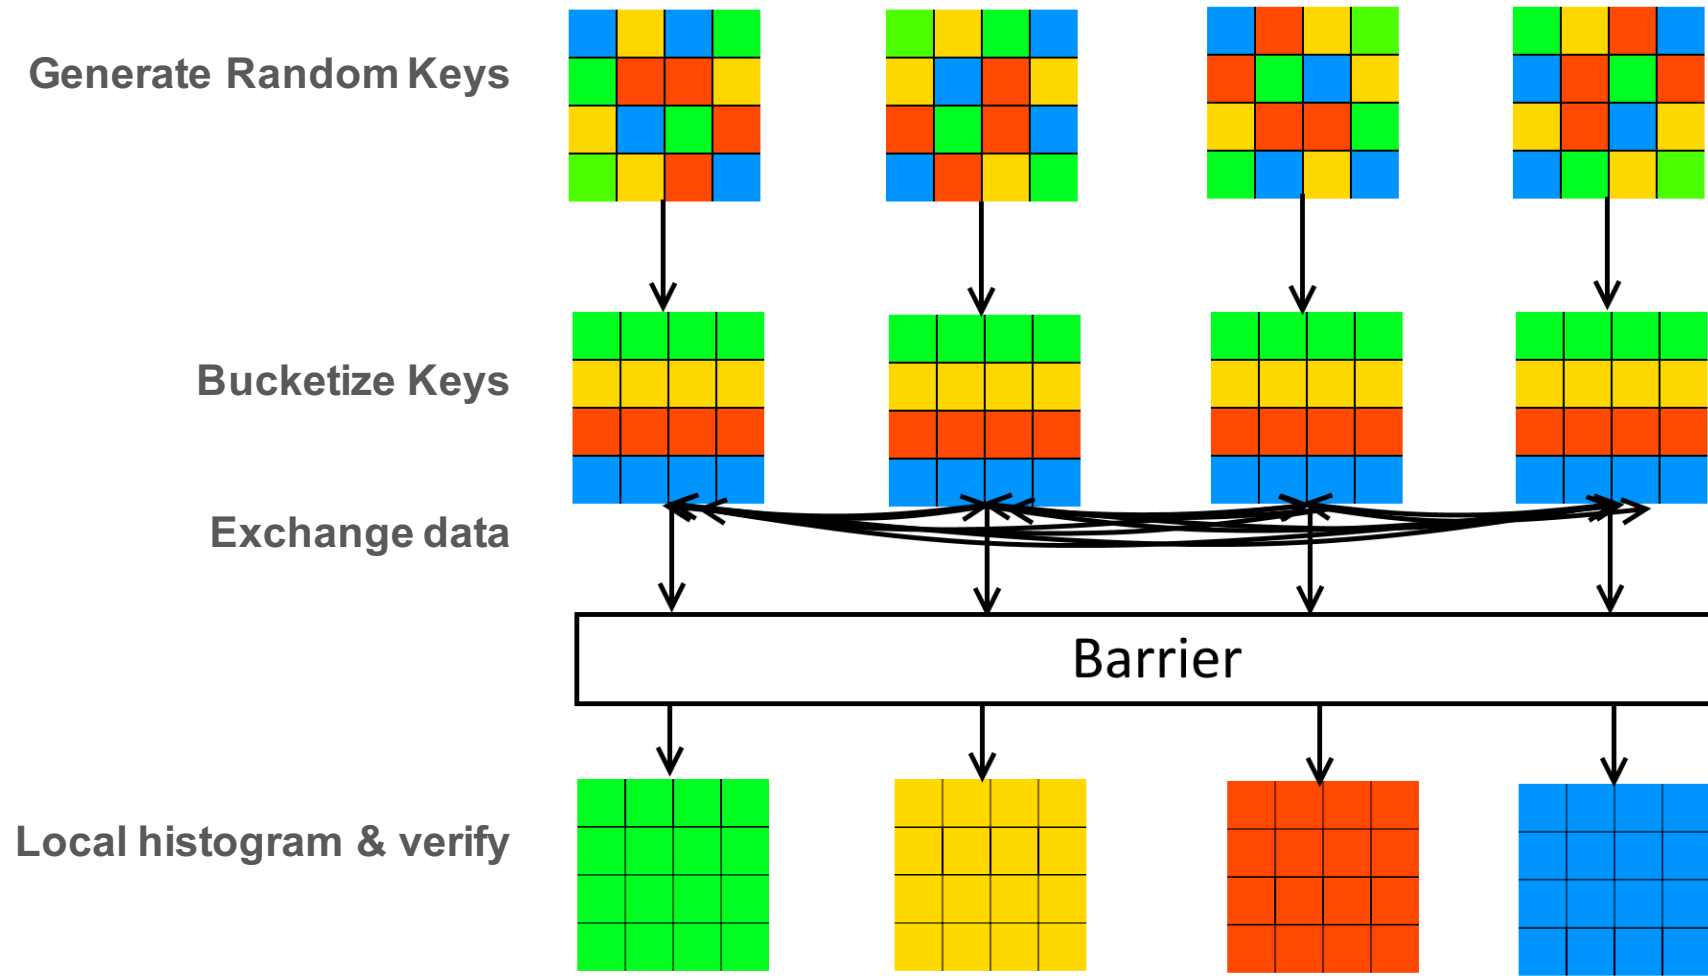 Generate Random Keys
Bucketize Keys
Exchange data
Barrier
Local histogram & verify